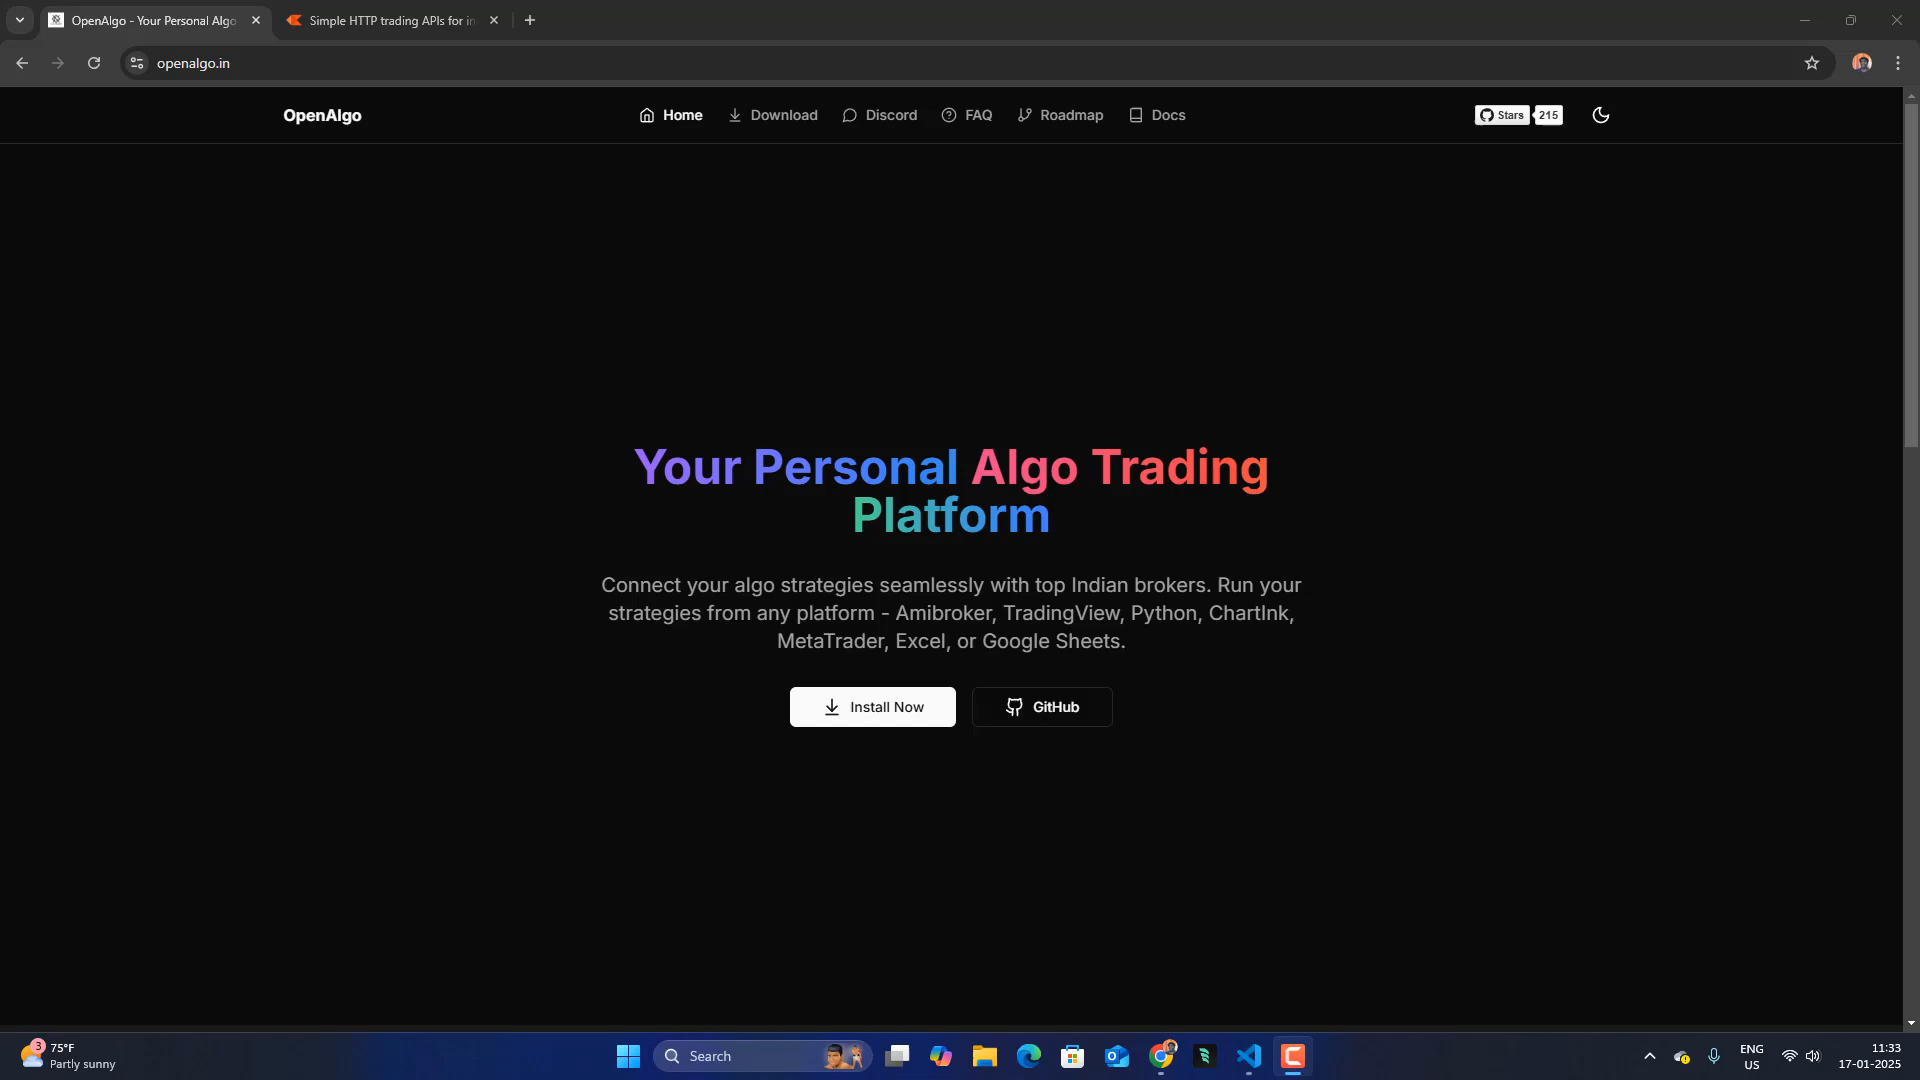 OpenAlgo - Your Personal Algo
Simple HTTP trading APIs for in
openalgo.in
OpenAlgo
Home
Download
Discord
FAQ
Roadmap
Docs
Stars
215
Your Personal Algo Trading
Platform
Connect your algo strategies seamlessly with top Indian brokers. Run your
strategies from any platform - Amibroker, TradingView, Python, ChartInk,
MetaTrader, Excel, or Google Sheets.
Install Now
GitHub
3
75°F
Partly sunny
Search
ENG
US
11:33
17-01-2025